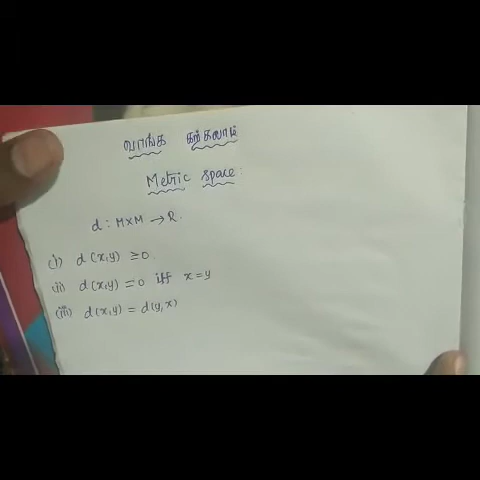 வாங்க கற்கலாம்
Metric space:
d : M×M → R.
(i) d(x,y) ≥ 0.
(ii) d(x,y) = 0 iff x = y
(iii) d(x,y) = d(y,x)